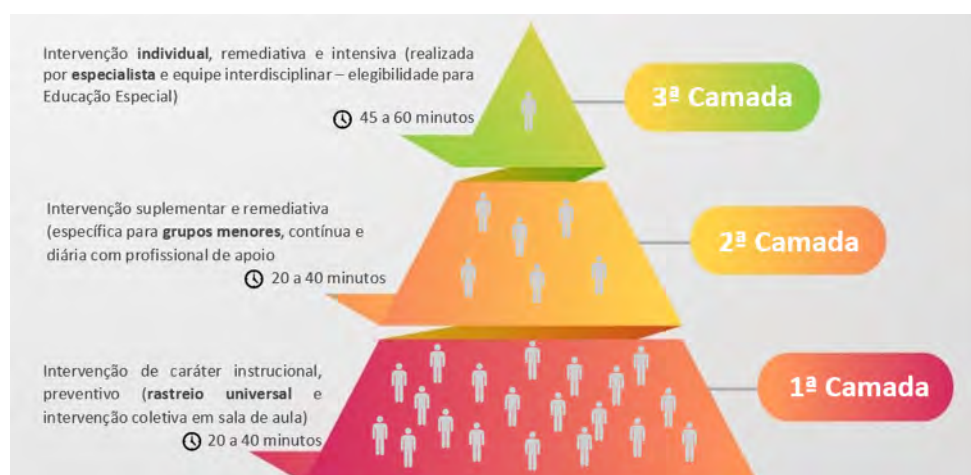 Intervenção individual, remediativa e intensiva (realizada
por especialista e equipe interdisciplinar – elegibilidade para
Educação Especial)
45 a 60 minutos
3ª Camada
Intervenção suplementar e remediativa
(específica para grupos menores, contínua e
diária com profissional de apoio
20 a 40 minutos
2ª Camada
Intervenção de caráter instrucional,
preventivo (rastreio universal e
intervenção coletiva em sala de aula)
20 a 40 minutos
1ª Camada